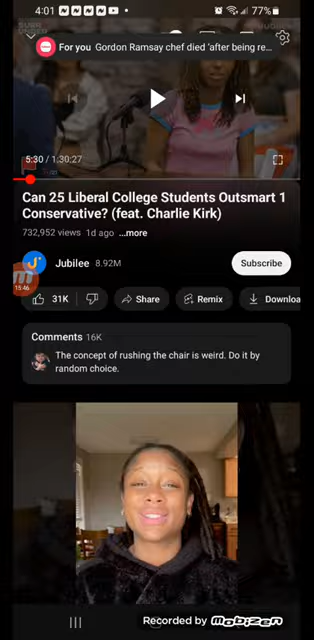 4:01
77%
For you Gordon Ramsay chef died 'after being re...
5:30 / 1:30:27
Can 25 Liberal College Students Outsmart 1
Conservative? (feat. Charlie Kirk)
732,952 views 1d ago ...more
Jubilee 8.92M
Subscribe
15:46
31K
Share
Remix
Downloa
Comments 16K
The concept of rushing the chair is weird. Do it by
random choice.
Recorded by Mobizen